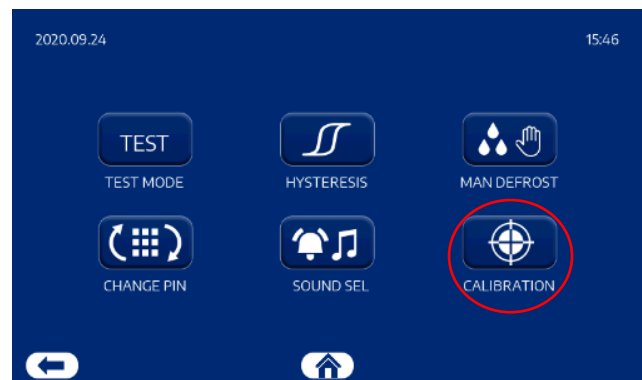 2020.09.24 15:46
TEST
TEST MODE HYSTERESIS MAN DEFROST
CHANGE PIN SOUND SEL CALIBRATION